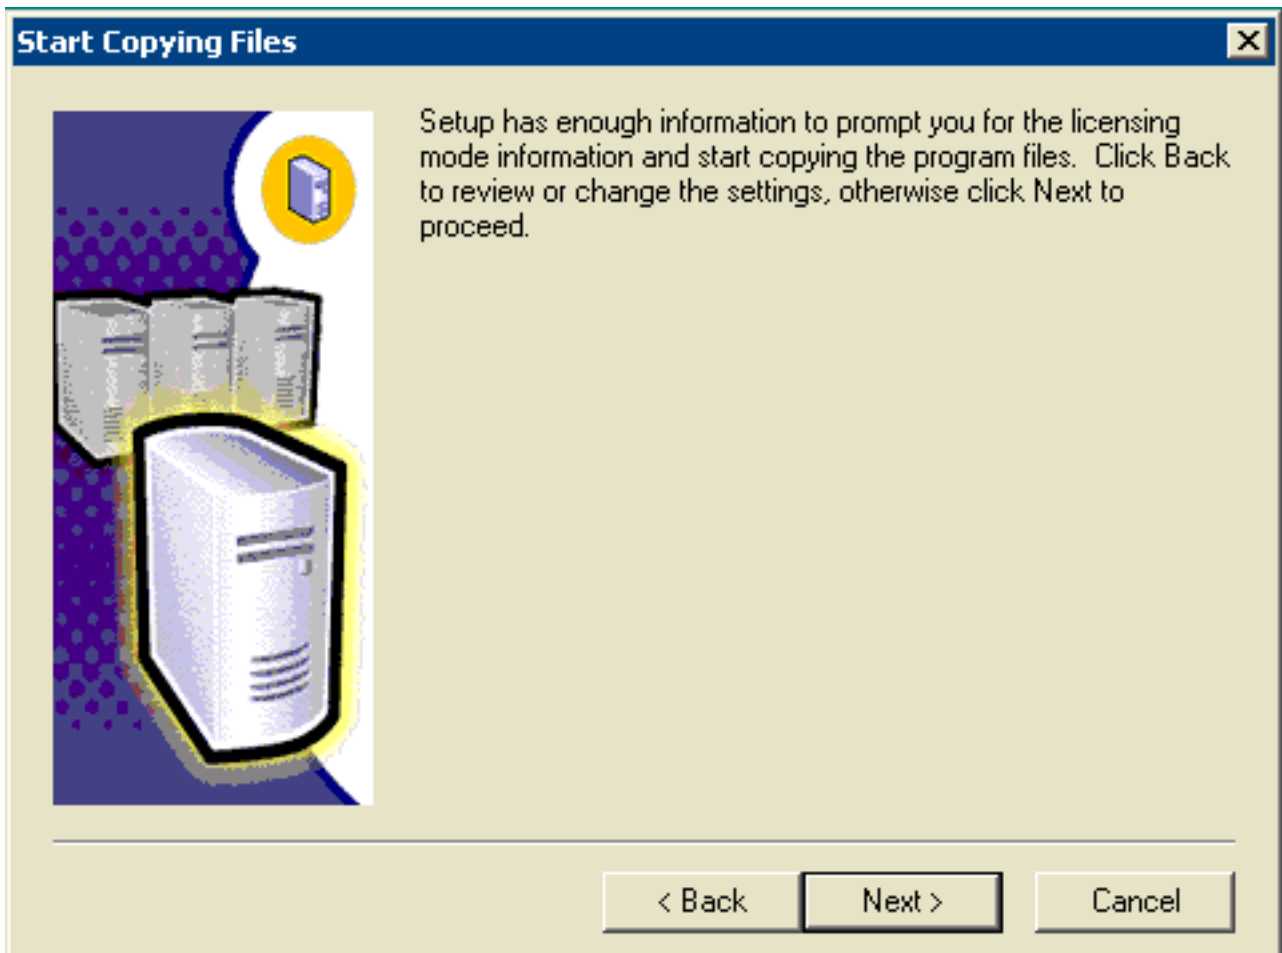 Start Copying Files
Setup has enough information to prompt you for the licensing
mode information and start copying the program files.  Click Back
to review or change the settings, otherwise click Next to
proceed.
< Back
Next >
Cancel